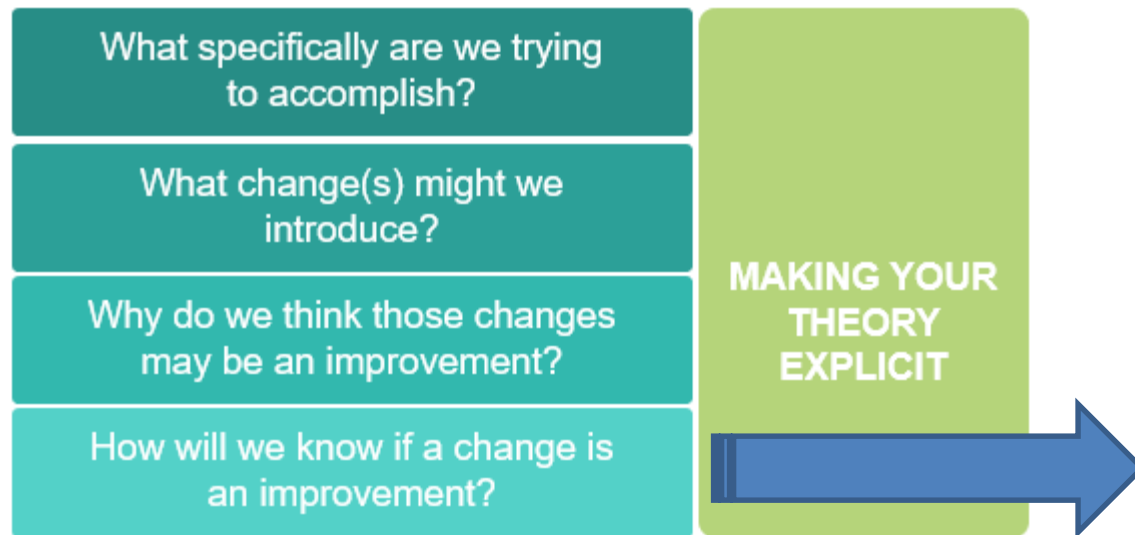 What specifically are we trying
to accomplish?
What change(s) might we
introduce?
Why do we think those changes
may be an improvement?
How will we know if a change is
an improvement?
MAKING YOUR
THEORY
EXPLICIT